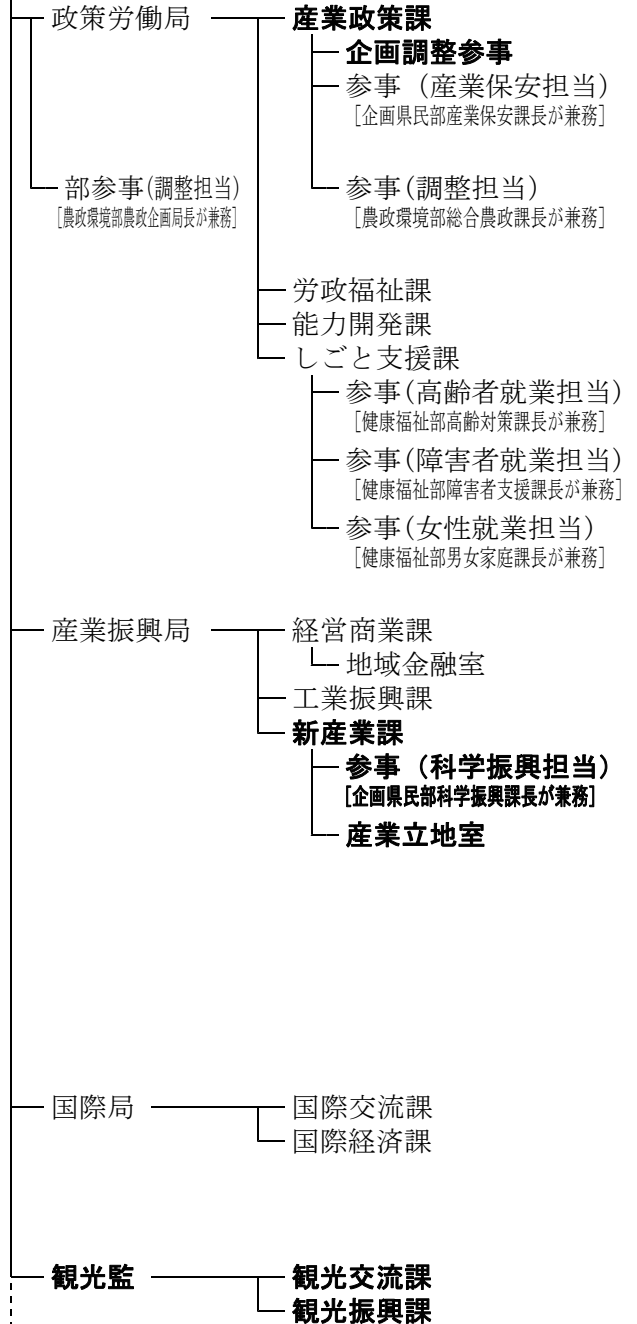 政策労働局 産業政策課
企画調整参事
参事（産業保安担当）
［企画県民部産業保安課長が兼務］
部参事(調整担当) 参事(調整担当)
［農政環境部農政企画局長が兼務］ ［農政環境部総合農政課長が兼務］
労政福祉課
能力開発課
しごと支援課
参事(高齢者就業担当)
［健康福祉部高齢対策課長が兼務］
参事(障害者就業担当)
［健康福祉部障害者支援課長が兼務］
参事(女性就業担当)
［健康福祉部男女家庭課長が兼務］
産業振興局 経営商業課
地域金融室
工業振興課
新産業課
参事（科学振興担当）
［企画県民部科学振興課長が兼務］
産業立地室
国際局 国際交流課
国際経済課
観光監 観光交流課
観光振興課